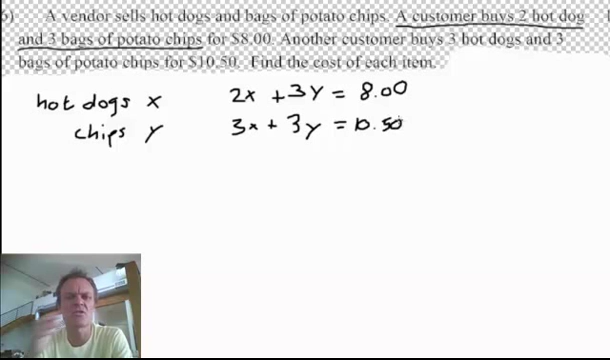 5) A vendor sells hot dogs and bags of potato chips. A customer buys 2 hot dog
and 3 bags of potato chips for $8.00. Another customer buys 3 hot dogs and 3
bags of potato chips for $10.50. Find the cost of each item.
hot dogs x 2x + 3y = 8.00
chips y 3x + 3y = 10.50